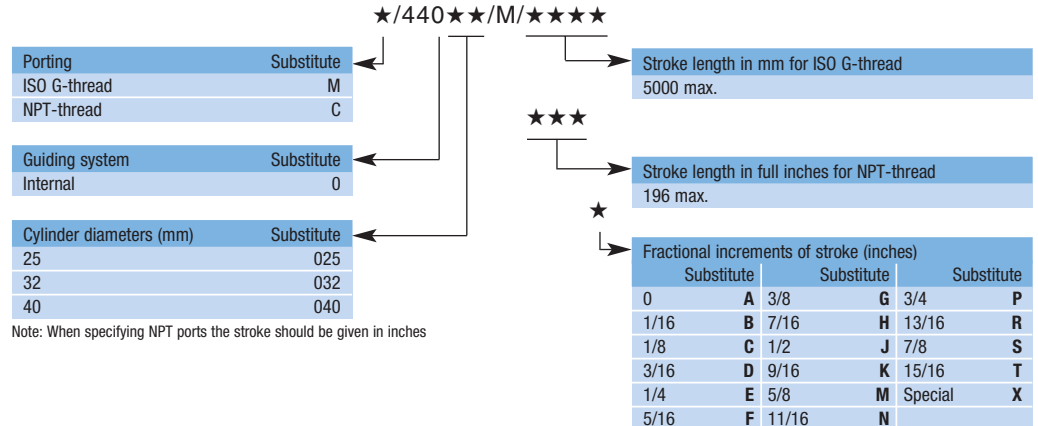 ★/440★★/M/★★★★
Porting Substitute
ISO G-thread M
NPT-thread C
Guiding system Substitute
Internal 0
Cylinder diameters (mm) Substitute
25 025
32 032
40 040
Note: When specifying NPT ports the stroke should be given in inches
Stroke length in mm for ISO G-thread
5000 max.
★★★
Stroke length in full inches for NPT-thread
196 max.
★
Fractional increments of stroke (inches)
Substitute Substitute Substitute
0 A 3/8 G 3/4 P
1/16 B 7/16 H 13/16 R
1/8 C 1/2 J 7/8 S
3/16 D 9/16 K 15/16 T
1/4 E 5/8 M Special X
5/16 F 11/16 N